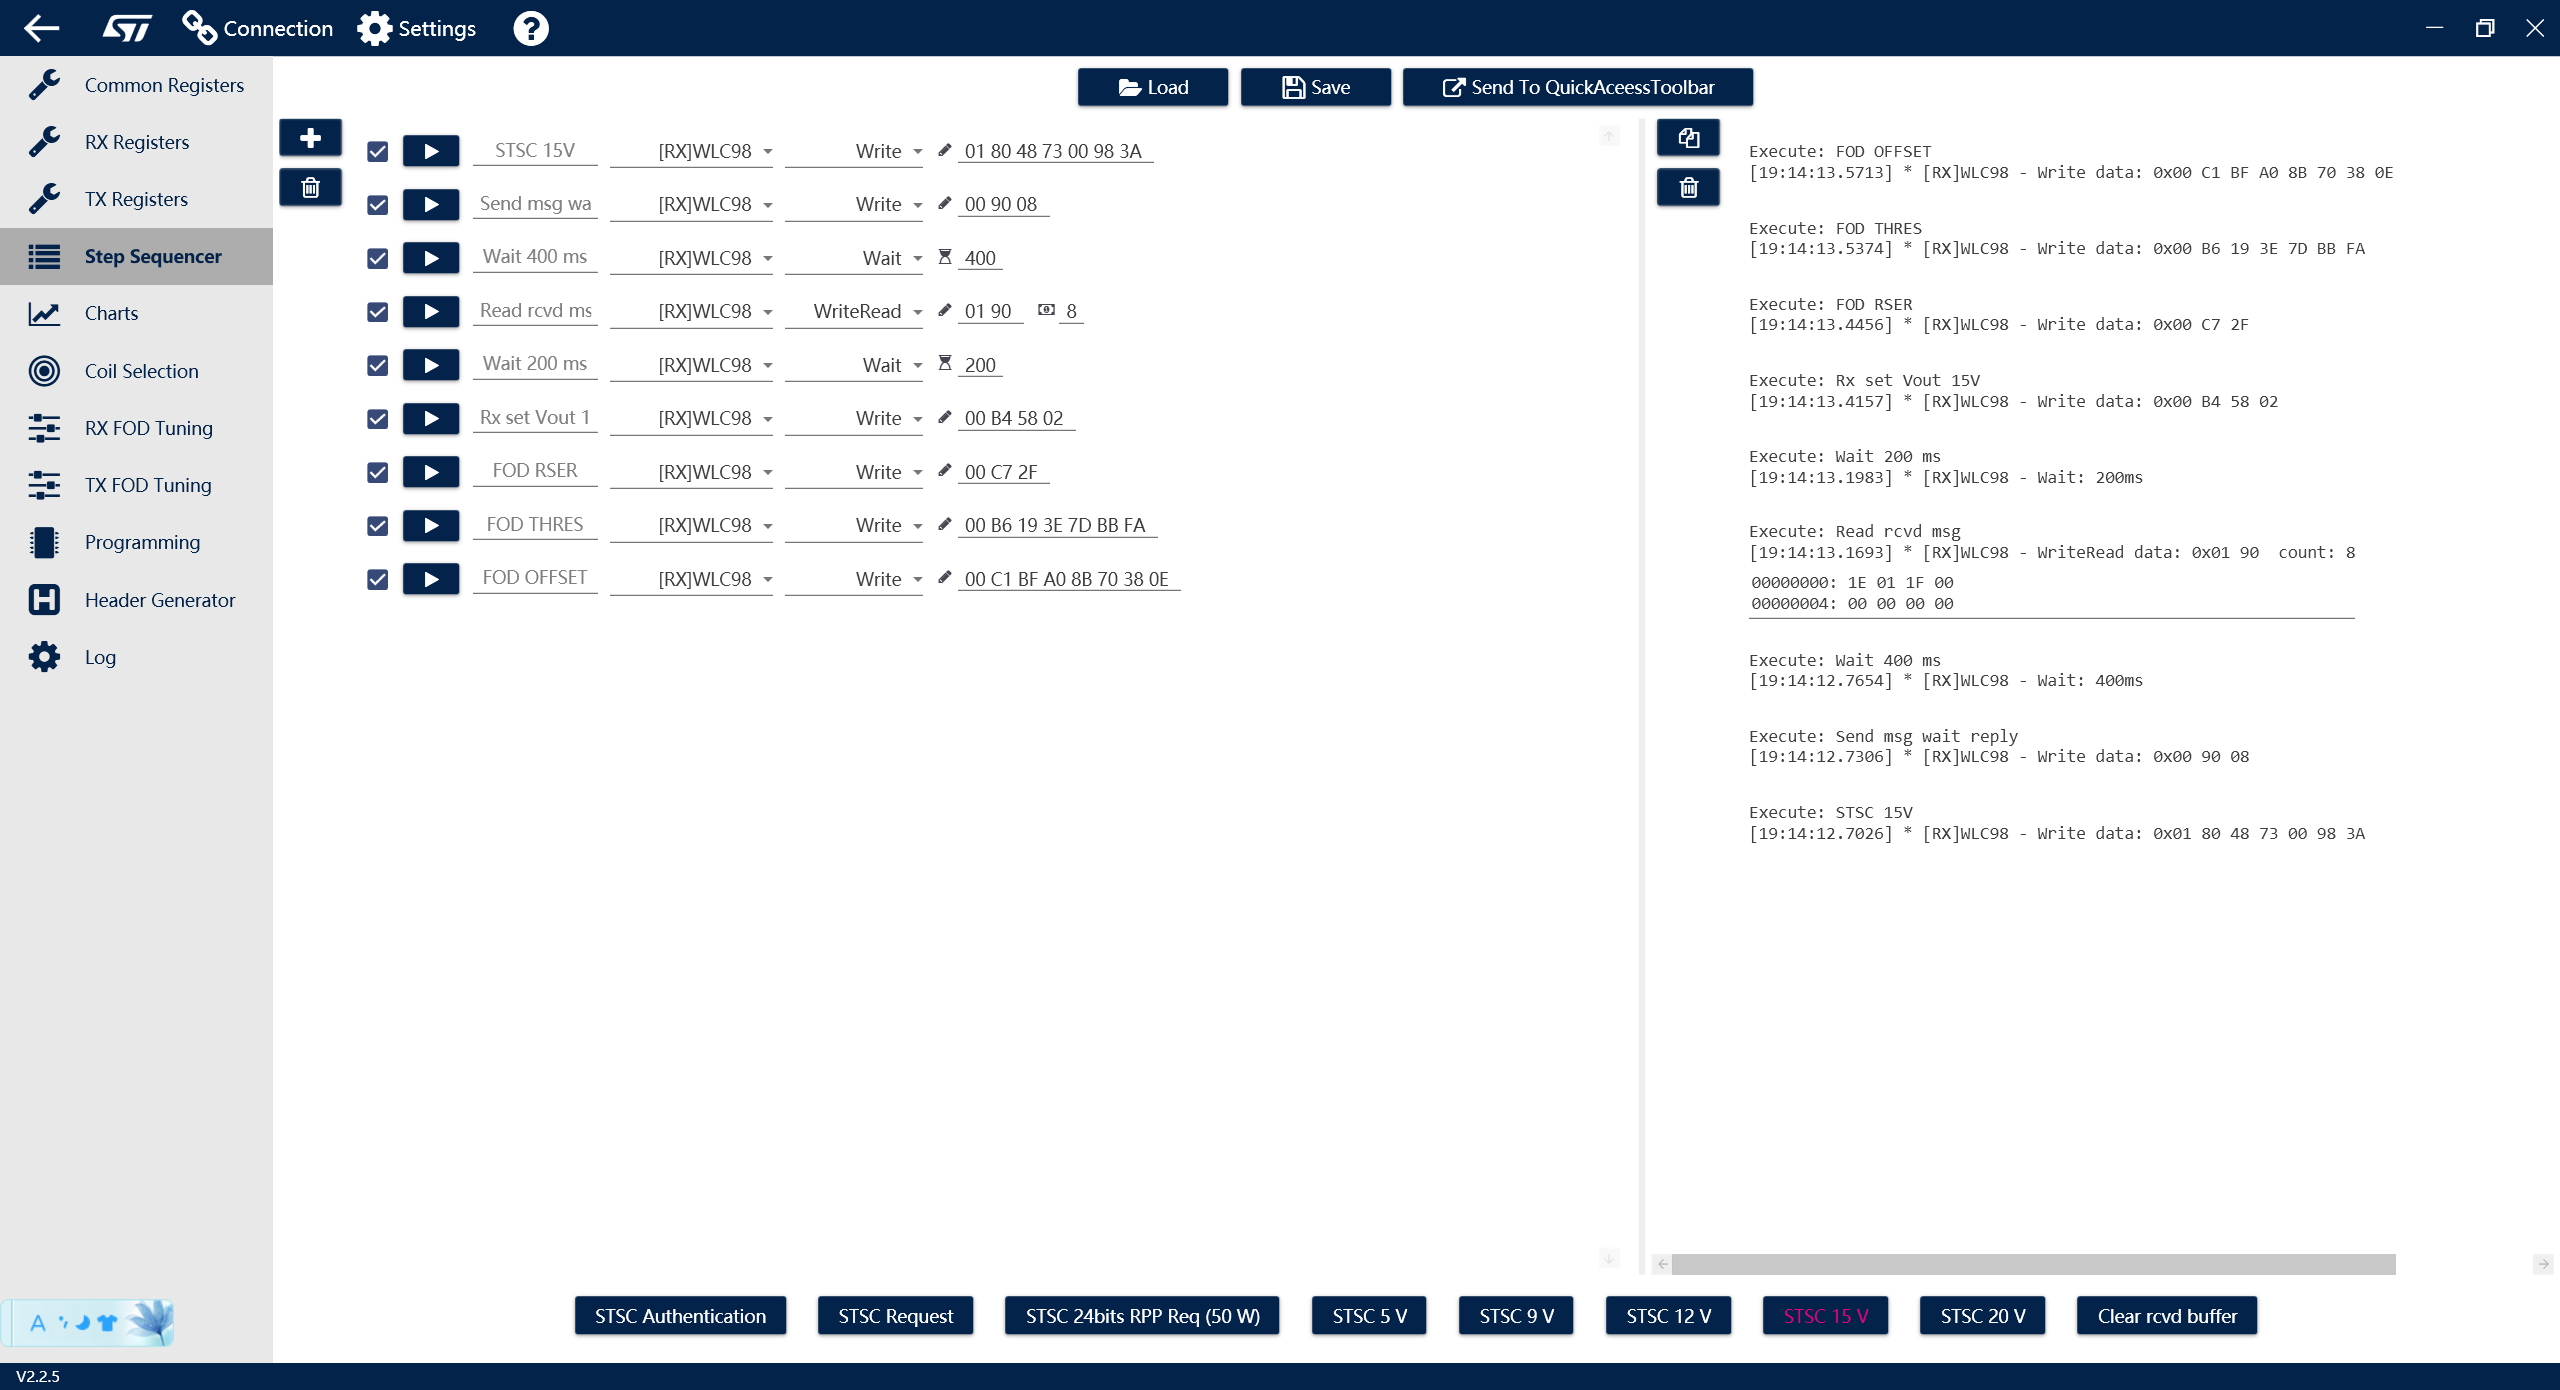 Connection
Settings
Common Registers
RX Registers
TX Registers
Step Sequencer
Charts
Coil Selection
RX FOD Tuning
TX FOD Tuning
Programming
Header Generator
Log
Load
Save
Send To QuickAceessToolbar
STSC 15V [RX]WLC98 Write 01 80 48 73 00 98 3A
Send msg wa [RX]WLC98 Write 00 90 08
Wait 400 ms [RX]WLC98 Wait 400
Read rcvd ms [RX]WLC98 WriteRead 01 90 8
Wait 200 ms [RX]WLC98 Wait 200
Rx set Vout 1 [RX]WLC98 Write 00 B4 58 02
FOD RSER [RX]WLC98 Write 00 C7 2F
FOD THRES [RX]WLC98 Write 00 B6 19 3E 7D BB FA
FOD OFFSET [RX]WLC98 Write 00 C1 BF A0 8B 70 38 0E
Execute: FOD OFFSET
[19:14:13.5713] * [RX]WLC98 - Write data: 0x00 C1 BF A0 8B 70 38 0E
Execute: FOD THRES
[19:14:13.5374] * [RX]WLC98 - Write data: 0x00 B6 19 3E 7D BB FA
Execute: FOD RSER
[19:14:13.4456] * [RX]WLC98 - Write data: 0x00 C7 2F
Execute: Rx set Vout 15V
[19:14:13.4157] * [RX]WLC98 - Write data: 0x00 B4 58 02
Execute: Wait 200 ms
[19:14:13.1983] * [RX]WLC98 - Wait: 200ms
Execute: Read rcvd msg
[19:14:13.1693] * [RX]WLC98 - WriteRead data: 0x01 90  count: 8
00000000: 1E 01 1F 00
00000004: 00 00 00 00
Execute: Wait 400 ms
[19:14:12.7654] * [RX]WLC98 - Wait: 400ms
Execute: Send msg wait reply
[19:14:12.7306] * [RX]WLC98 - Write data: 0x00 90 08
Execute: STSC 15V
[19:14:12.7026] * [RX]WLC98 - Write data: 0x01 80 48 73 00 98 3A
STSC Authentication
STSC Request
STSC 24bits RPP Req (50 W)
STSC 5 V
STSC 9 V
STSC 12 V
STSC 15 V
STSC 20 V
Clear rcvd buffer
A
V2.2.5